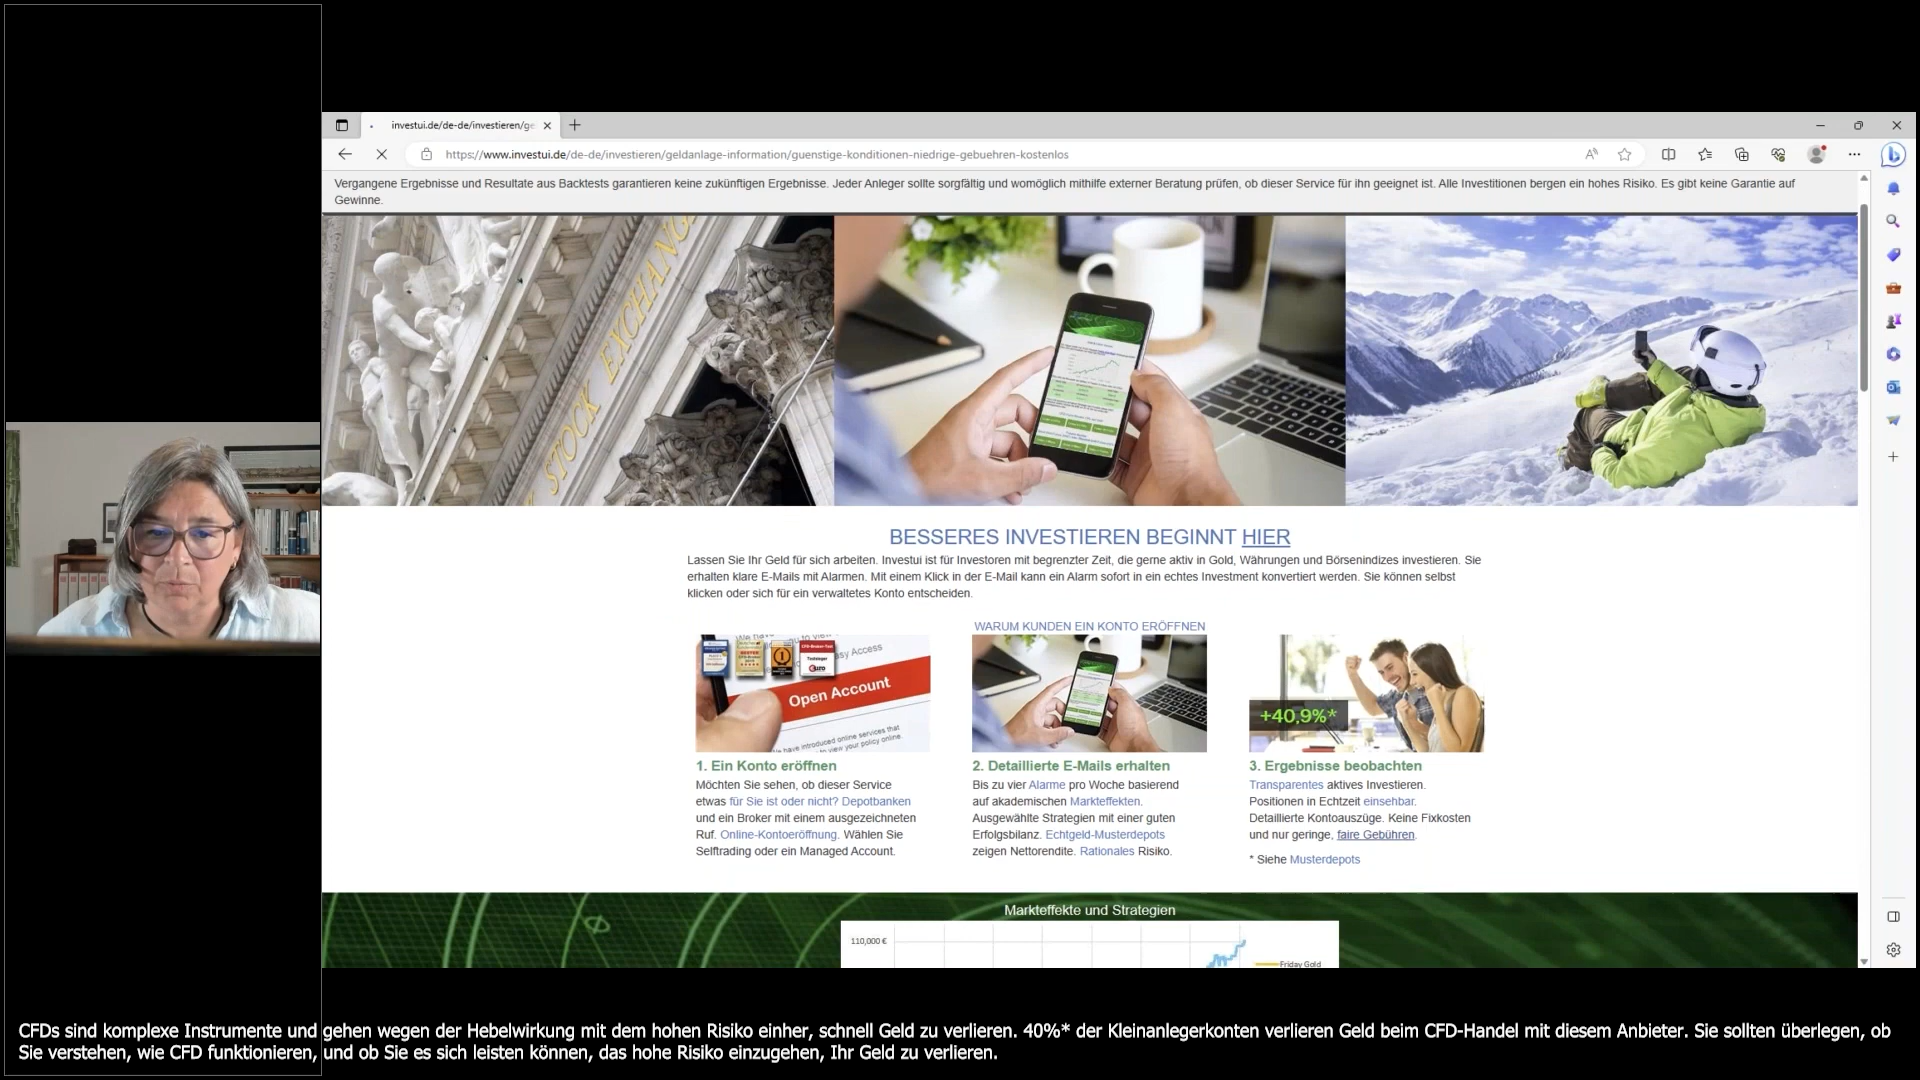 investui.de/de-de/investieren/ge
https://www.investui.de/de-de/investieren/geldanlage-information/guenstige-konditionen-niedrige-gebuehren-kostenlos
Vergangene Ergebnisse und Resultate aus Backtests garantieren keine zukünftigen Ergebnisse. Jeder Anleger sollte sorgfältig und womöglich mithilfe externer Beratung prüfen, ob dieser Service für ihn geeignet ist. Alle Investitionen bergen ein hohes Risiko. Es gibt keine Garantie auf
Gewinne.
STOCK EXCHANG
BESSERES INVESTIEREN BEGINNT HIER
Lassen Sie Ihr Geld für sich arbeiten. Investui ist für Investoren mit begrenzter Zeit, die gerne aktiv in Gold, Währungen und Börsenindizes investieren. Sie
erhalten klare E-Mails mit Alarmen. Mit einem Klick in der E-Mail kann ein Alarm sofort in ein echtes Investment konvertiert werden. Sie können selbst
klicken oder sich für ein verwaltetes Konto entscheiden.
WARUM KUNDEN EIN KONTO ERÖFFNEN
Open Account
We have introduced online services that
to view your policy online.
1. Ein Konto eröffnen
Möchten Sie sehen, ob dieser Service
etwas für Sie ist oder nicht? Depotbanken
und ein Broker mit einem ausgezeichneten
Ruf. Online-Kontoeröffnung. Wählen Sie
Selftrading oder ein Managed Account.
2. Detaillierte E-Mails erhalten
Bis zu vier Alarme pro Woche basierend
auf akademischen Markteffekten.
Ausgewählte Strategien mit einer guten
Erfolgsbilanz. Echtgeld-Musterdepots
zeigen Nettorendite. Rationales Risiko.
+40,9%*
3. Ergebnisse beobachten
Transparentes aktives Investieren.
Positionen in Echtzeit einsehbar.
Detaillierte Kontoauszüge. Keine Fixkosten
und nur geringe, faire Gebühren.
* Siehe Musterdepots
Markteffekte und Strategien
110,000 €
Friday Gold
CFDs sind komplexe Instrumente und gehen wegen der Hebelwirkung mit dem hohen Risiko einher, schnell Geld zu verlieren. 40%* der Kleinanlegerkonten verlieren Geld beim CFD-Handel mit diesem Anbieter. Sie sollten überlegen, ob
Sie verstehen, wie CFD funktionieren, und ob Sie es sich leisten können, das hohe Risiko einzugehen, Ihr Geld zu verlieren.